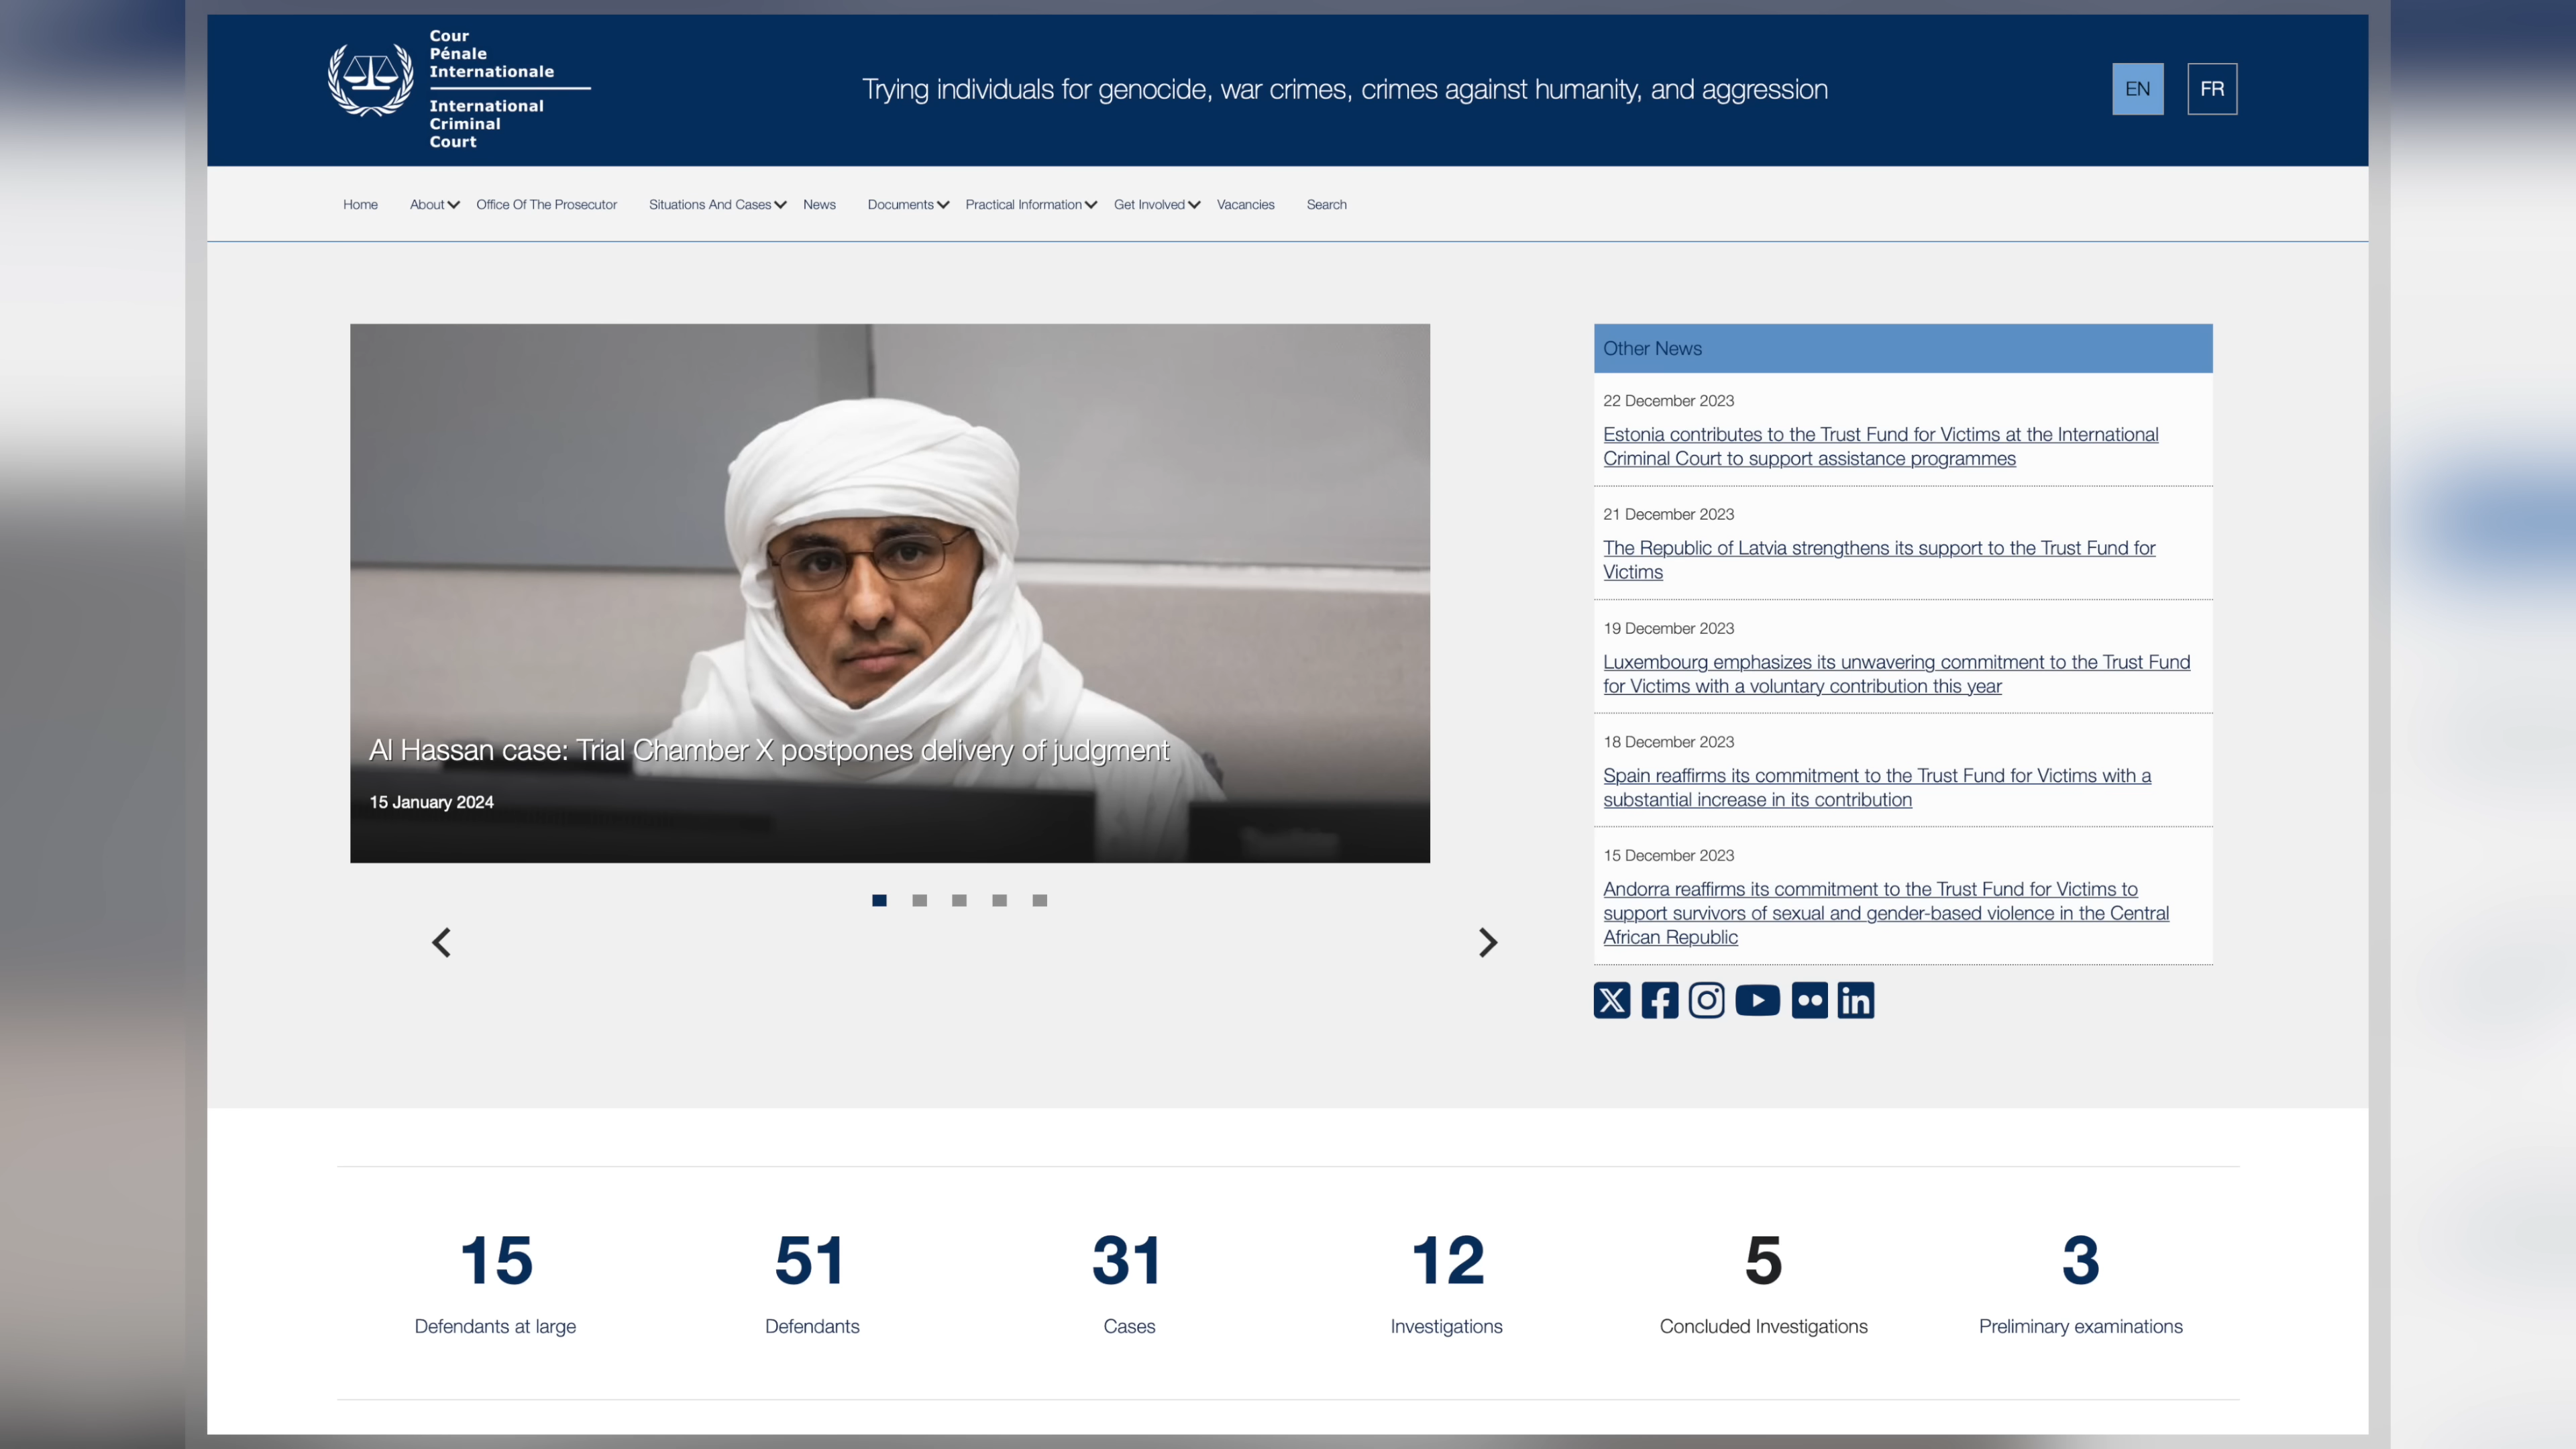 Cour
Pénale
Internationale
International
Criminal
Court
Trying individuals for genocide, war crimes, crimes against humanity, and aggression
EN
FR
Home
About
Office Of The Prosecutor
Situations And Cases
News
Documents
Practical Information
Get Involved
Vacancies
Search
Al Hassan case: Trial Chamber X postpones delivery of judgment
15 January 2024
Other News
22 December 2023
Estonia contributes to the Trust Fund for Victims at the International
Criminal Court to support assistance programmes
21 December 2023
The Republic of Latvia strengthens its support to the Trust Fund for
Victims
19 December 2023
Luxembourg emphasizes its unwavering commitment to the Trust Fund
for Victims with a voluntary contribution this year
18 December 2023
Spain reaffirms its commitment to the Trust Fund for Victims with a
substantial increase in its contribution
15 December 2023
Andorra reaffirms its commitment to the Trust Fund for Victims to
support survivors of sexual and gender-based violence in the Central
African Republic
15
Defendants at large
51
Defendants
31
Cases
12
Investigations
5
Concluded Investigations
3
Preliminary examinations